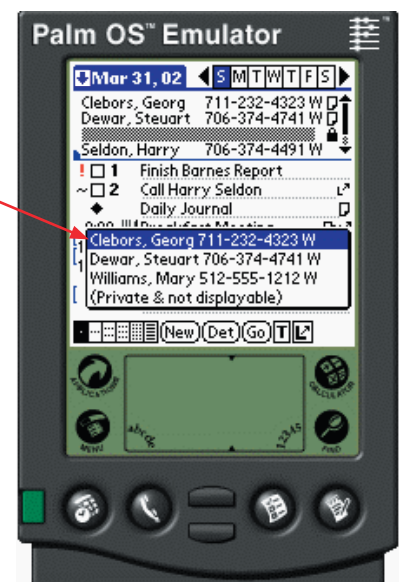 Palm OS™ Emulator
Mar 31, 02 S M T W T F S
Clebors, Georg 711-232-4323 W
Dewar, Steuart 706-374-4741 W
Seldon, Harry 706-374-4491 W
! 1 Finish Barnes Report
~ 2 Call Harry Seldon
Daily Journal
Clebors, Georg 711-232-4323 W
Dewar, Steuart 706-374-4741 W
Williams, Mary 512-555-1212 W
(Private & not displayable)
New Det Go T
APPLICATIONS
CALCULATOR
MENU
abcde
12345
FIND